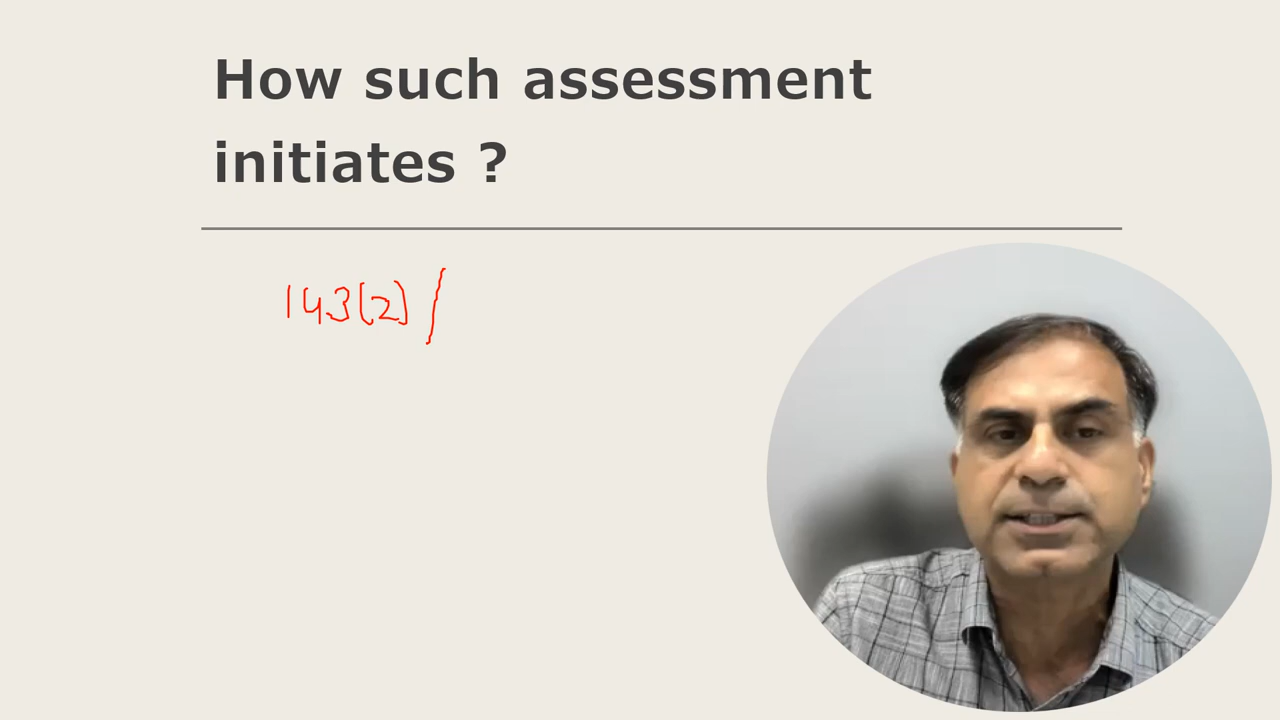 How such assessment
initiates ?
143(2) /